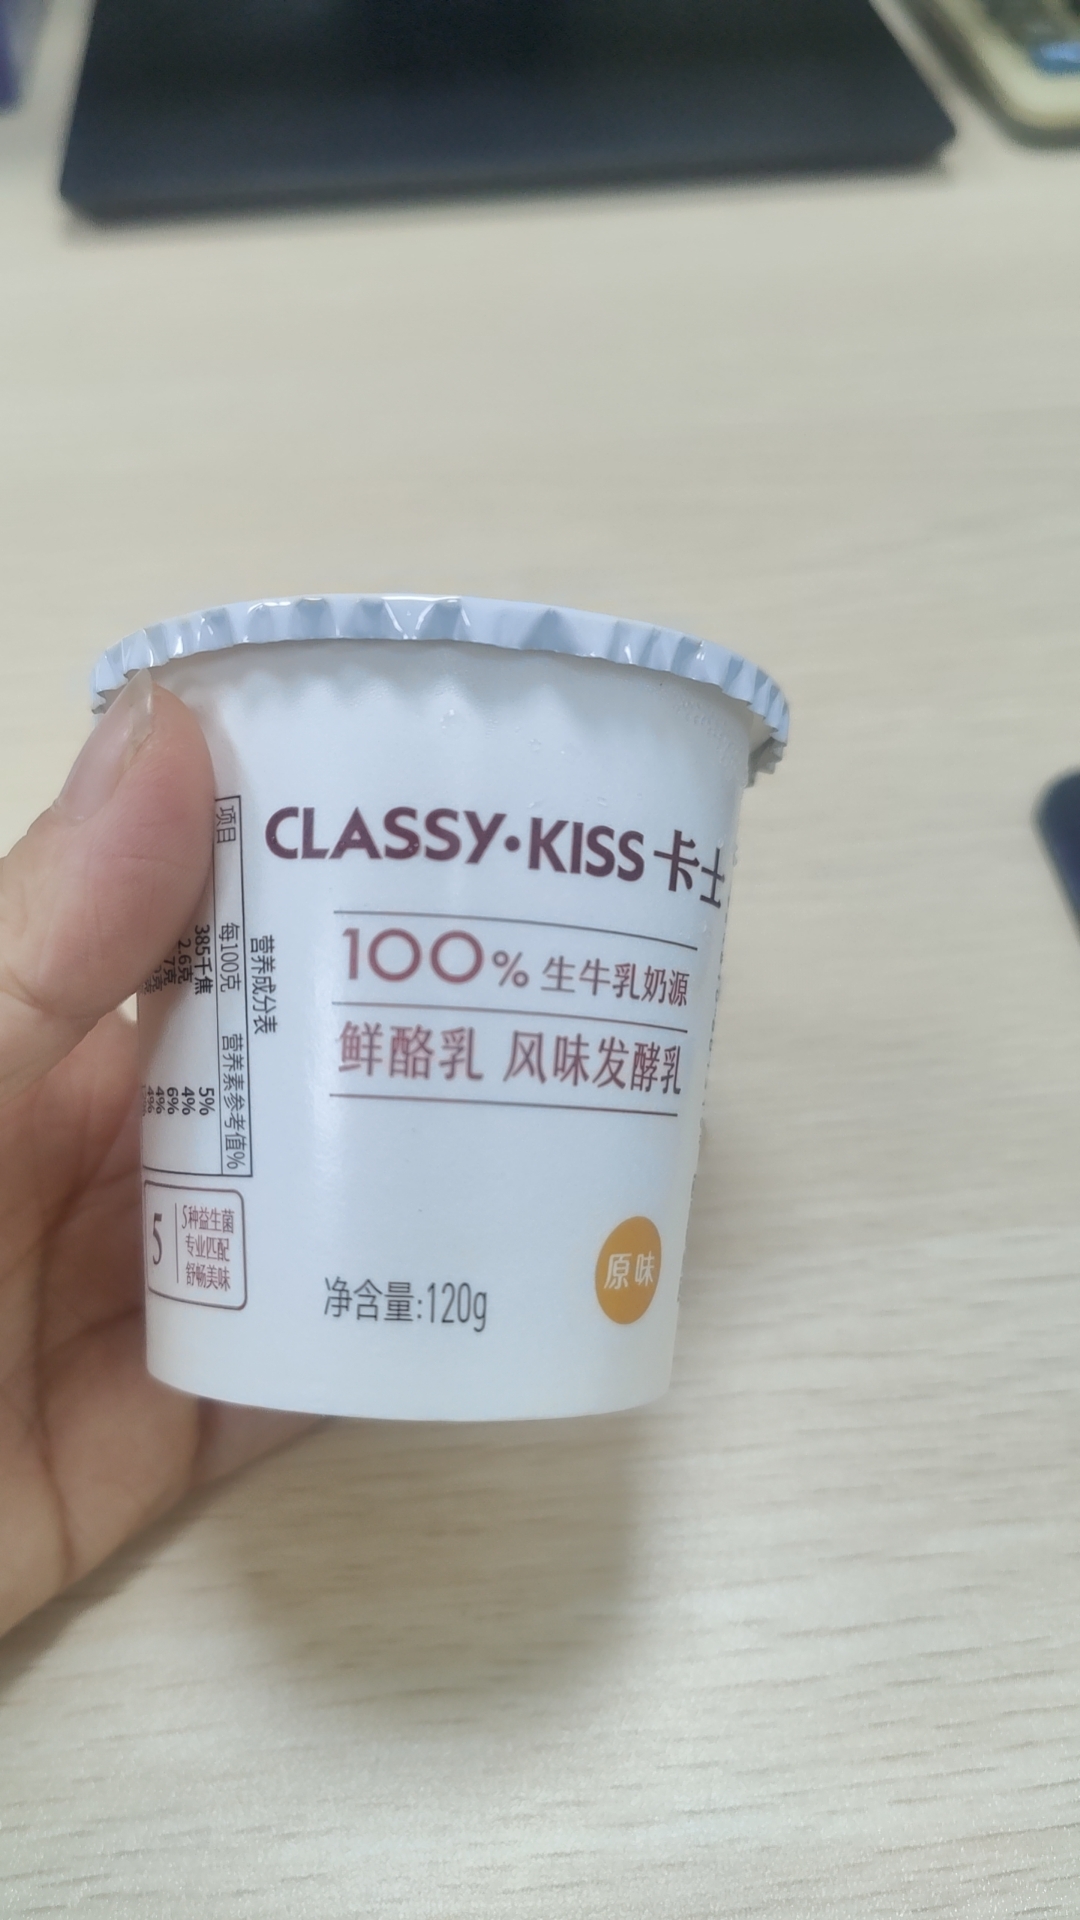 CLASSY·KISS 卡士
100% 生牛乳奶源
鲜酪乳 风味发酵乳
原味
净含量:120g
营养成分表
项目 每100克 营养素参考值%
385千焦 5%
2.6克 4%
6%
4%
5
5种益生菌
专业匹配
舒畅美味